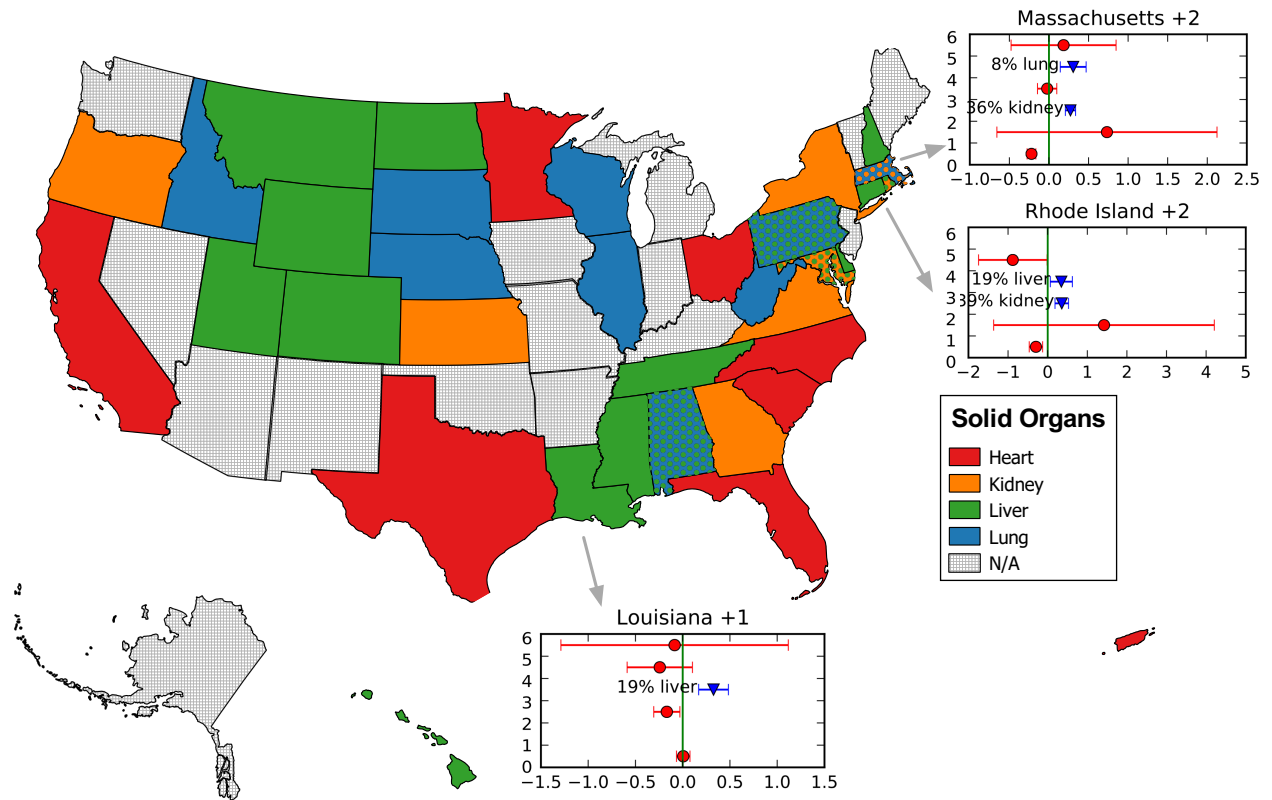 Massachusetts +2
6
5
8% lung
4
3
36% kidney
2
1
0
−1.0 −0.5 0.0 0.5 1.0 1.5 2.0 2.5
Rhode Island +2
6
5
4
19% liver
3
39% kidney
2
1
0
−2 −1 0 1 2 3 4 5
Solid Organs
Heart
Kidney
Liver
Lung
N/A
Louisiana +1
6
5
4
19% liver
3
2
1
0
−1.5 −1.0 −0.5 0.0 0.5 1.0 1.5